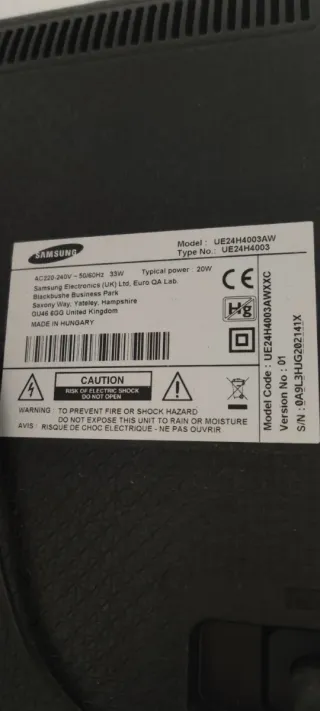 SAMSUNG
Model : UE24H4003AW
Type No.: UE24H4003
AC220-240V ~ 50/60Hz 33W Typical power : 20W
Samsung Electronics (UK) Ltd, Euro QA Lab.
Blackbushe Business Park
Saxony Way, Yateley, Hampshire
GU46 6GG United Kingdom
MADE IN HUNGARY
CE
Hg
CAUTION
RISK OF ELECTRIC SHOCK
DO NOT OPEN
WARNING : TO PREVENT FIRE OR SHOCK HAZARD
DO NOT EXPOSE THIS UNIT TO RAIN OR MOISTURE
AVIS : RISQUE DE CHOC ELECTRIQUE - NE PAS OUVRIR
Model Code : UE24H4003AWXXC
Version No : 01
S/N : 0A9L3HJG202141X